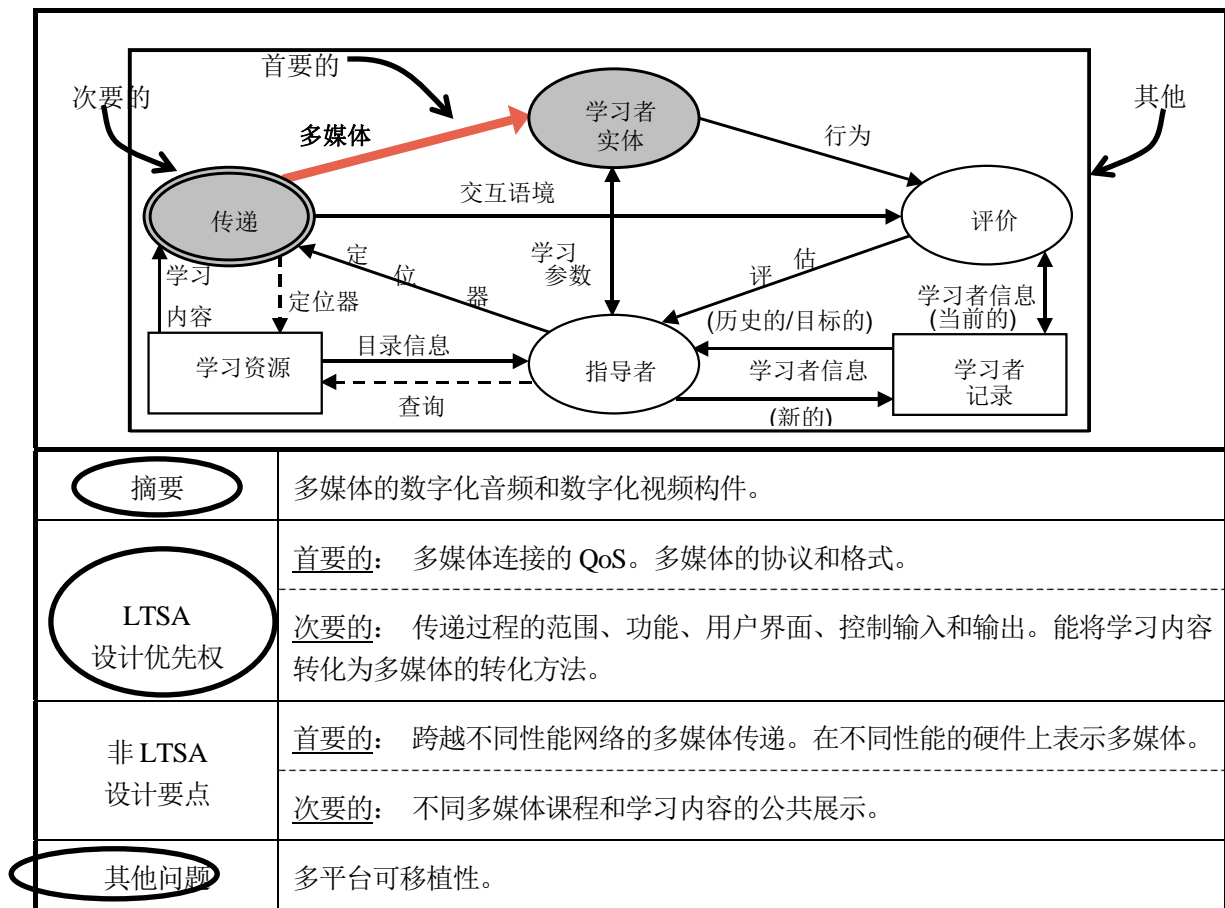 首要的
次要的
其他
学习者
实体
多媒体
行为
交互语境
传递
评价
定位器
学习
参数
评估
学习
内容
定位器
学习者信息
(当前的)
(历史的/目标的)
目录信息
学习资源
指导者
学习者信息
学习者
记录
查询
(新的)
摘要
多媒体的数字化音频和数字化视频构件。
LTSA
设计优先权
首要的： 多媒体连接的 QoS。多媒体的协议和格式。
次要的： 传递过程的范围、功能、用户界面、控制输入和输出。能将学习内容
转化为多媒体的转化方法。
非 LTSA
设计要点
首要的： 跨越不同性能网络的多媒体传递。在不同性能的硬件上表示多媒体。
次要的： 不同多媒体课程和学习内容的公共展示。
其他问题
多平台可移植性。